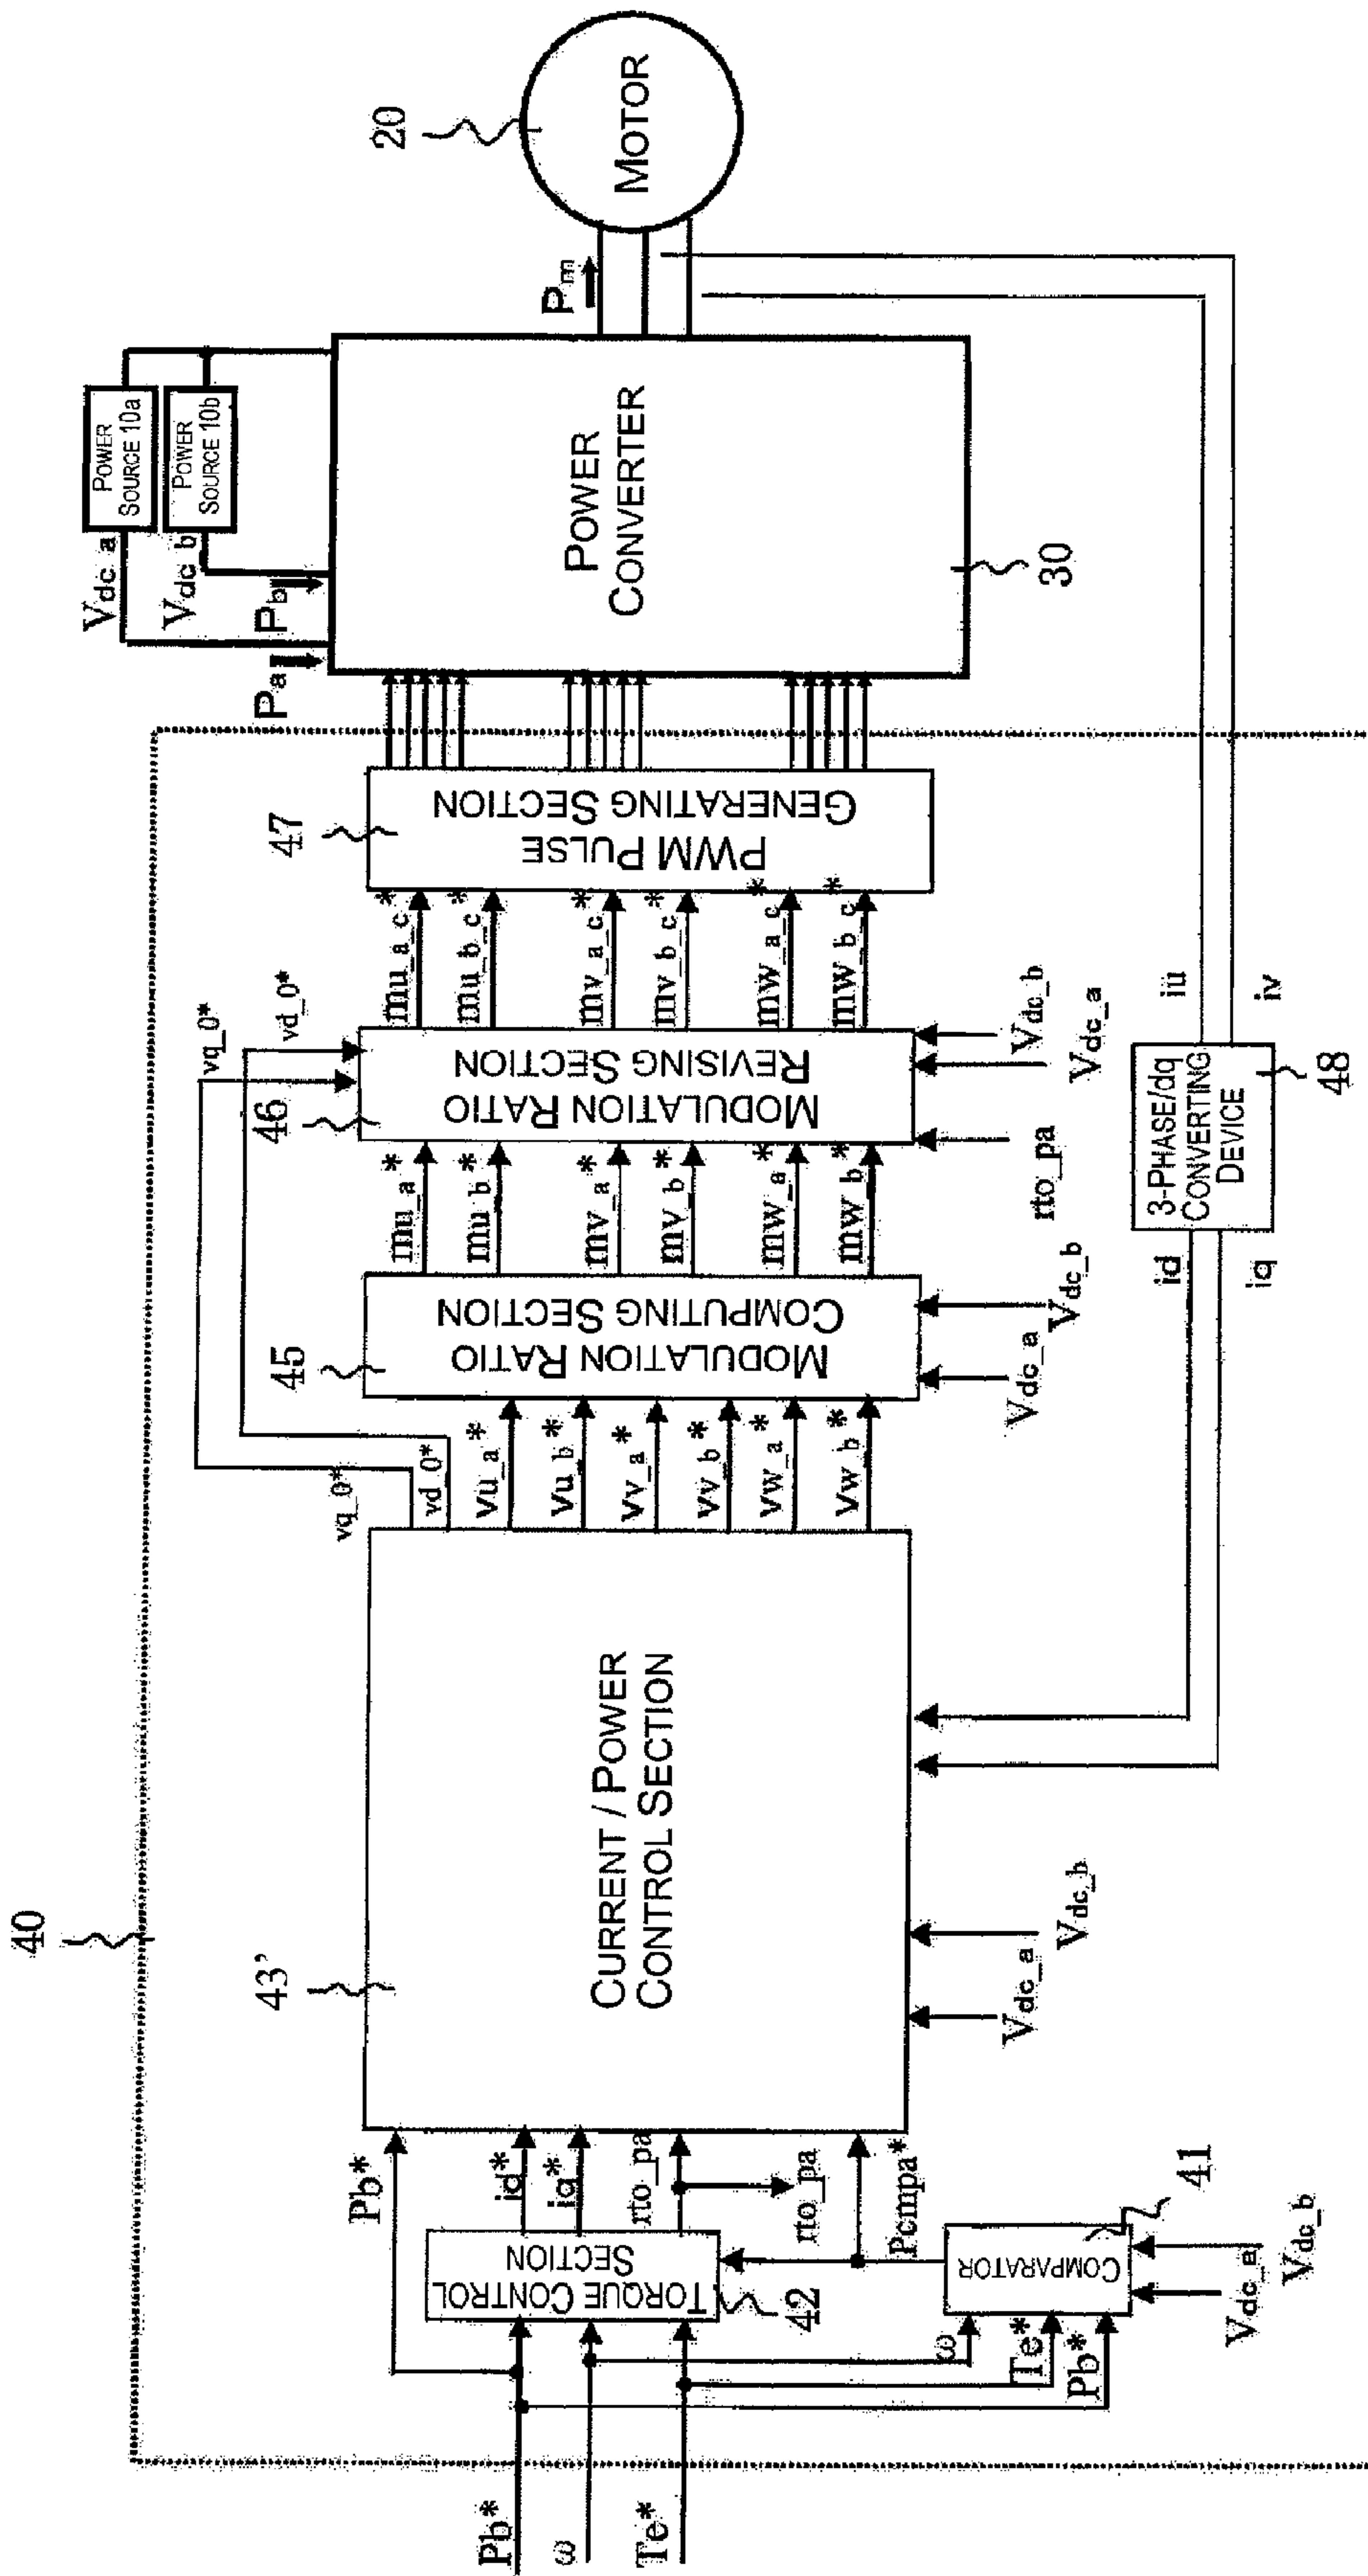 40
Pb*
ω
Te*
Pb*
TORQUE CONTROL
SECTION
42
id*
iq*
rto_pa
rto_pa
Pcmpa*
ω
Te*
Pb*
COMPARATOR
41
Vdc_a
Vdc_b
43'
CURRENT / POWER
CONTROL SECTION
Vdc_a
Vdc_b
vq_0*
vd_0*
vu_a*
vu_b*
vv_a*
vv_b*
vw_a*
vw_b*
45
MODULATION RATIO
COMPUTING SECTION
Vdc_a
Vdc_b
mu_a*
mu_b*
mv_a*
mv_b*
mw_a*
mw_b*
vq_0*
vd_0*
46
MODULATION RATIO
REVISING SECTION
rto_pa
Vdc_a
Vdc_b
mu_a_c*
mu_b_c*
mv_a_c*
mv_b_c*
mw_a_c*
mw_b_c*
47
PWM PULSE
GENERATING SECTION
Pa
Pb
Vdc_a
Vdc_b
POWER
SOURCE 10a
POWER
SOURCE 10b
POWER
CONVERTER
30
Pm
MOTOR
20
id
iq
3-PHASE/dq
CONVERTING
DEVICE
48
iu
iv